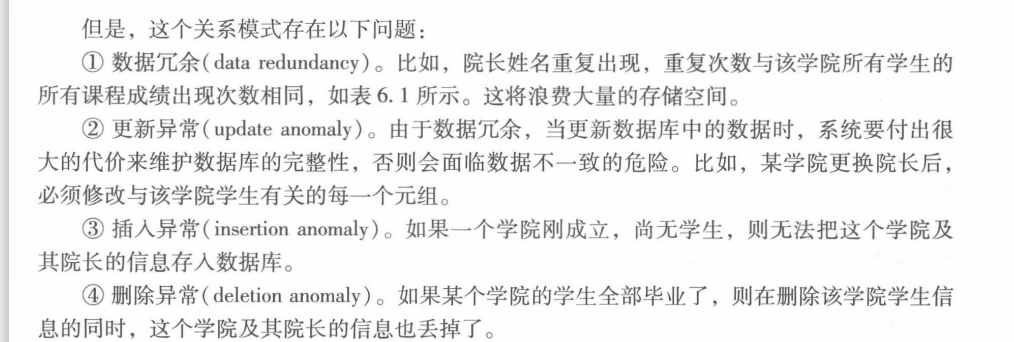 但是，这个关系模式存在以下问题：
① 数据冗余(data redundancy)。比如，院长姓名重复出现，重复次数与该学院所有学生的
所有课程成绩出现次数相同，如表 6.1 所示。这将浪费大量的存储空间。
② 更新异常(update anomaly)。由于数据冗余，当更新数据库中的数据时，系统要付出很
大的代价来维护数据库的完整性，否则会面临数据不一致的危险。比如，某学院更换院长后，
必须修改与该学院学生有关的每一个元组。
③ 插入异常(insertion anomaly)。如果一个学院刚成立，尚无学生，则无法把这个学院及
其院长的信息存入数据库。
④ 删除异常(deletion anomaly)。如果某个学院的学生全部毕业了，则在删除该学院学生信
息的同时，这个学院及其院长的信息也丢掉了。